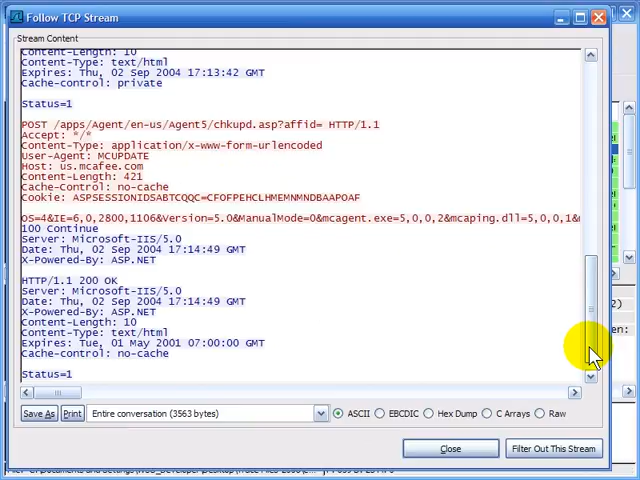 Follow TCP Stream
Stream Content
Content-Length: 10
Content-Type: text/html
Expires: Thu, 02 Sep 2004 17:13:42 GMT
Cache-control: private
Status=1
POST /apps/Agent/en-us/Agent5/chkupd.asp?affid= HTTP/1.1
Accept: */*
Content-Type: application/x-www-form-urlencoded
User-Agent: MCUPDATE
Host: us.mcafee.com
Content-Length: 421
Cache-Control: no-cache
Cookie: ASPSESSIONIDSABTCQQC=CFOFPEHCLHMEMNMNDBAAPOAF
OS=4&IE=6,0,2800,1106&Version=5.0&ManualMode=0&mcagent.exe=5,0,0,2&mcaping.dll=5,0,0,1&
100 Continue
Server: Microsoft-IIS/5.0
Date: Thu, 02 Sep 2004 17:14:49 GMT
X-Powered-By: ASP.NET
HTTP/1.1 200 OK
Server: Microsoft-IIS/5.0
Date: Thu, 02 Sep 2004 17:14:49 GMT
X-Powered-By: ASP.NET
Content-Length: 10
Content-Type: text/html
Expires: Tue, 01 May 2001 07:00:00 GMT
Cache-control: no-cache
Status=1
Save As Print Entire conversation (3563 bytes) ASCII EBCDIC Hex Dump C Arrays Raw
Close Filter Out This Stream